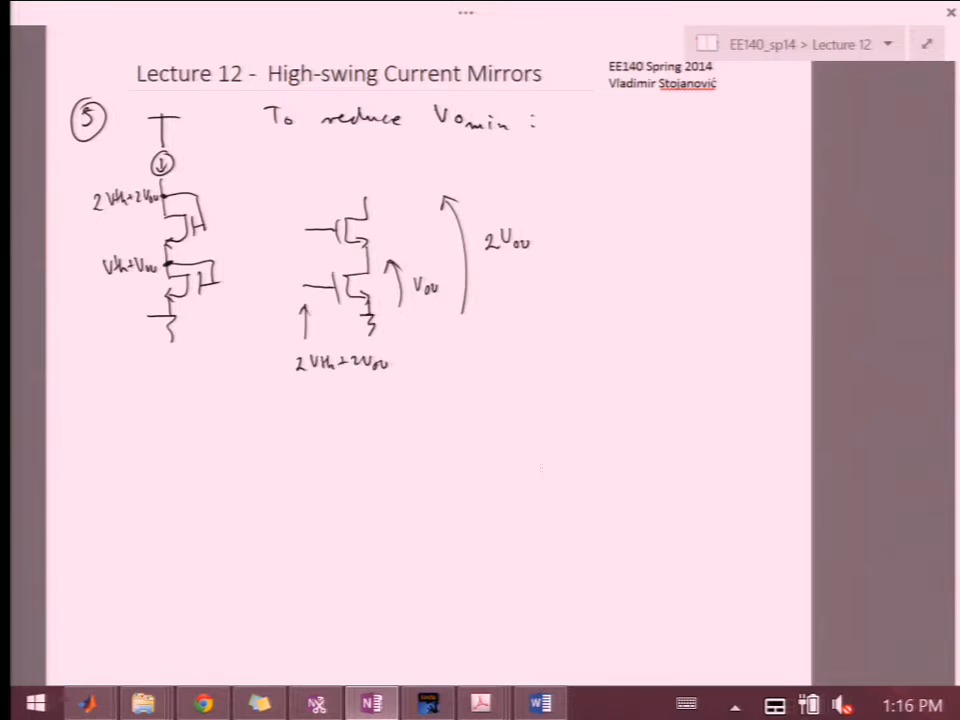 EE140_sp14 > Lecture 12
Lecture 12 - High-swing Current Mirrors
EE140 Spring 2014
Vladimir Stojanović
5
To reduce Vomin :
2Vth+2Vov
Vth+Vov
2Vov
Vov
2Vth+2Vov
1:16 PM